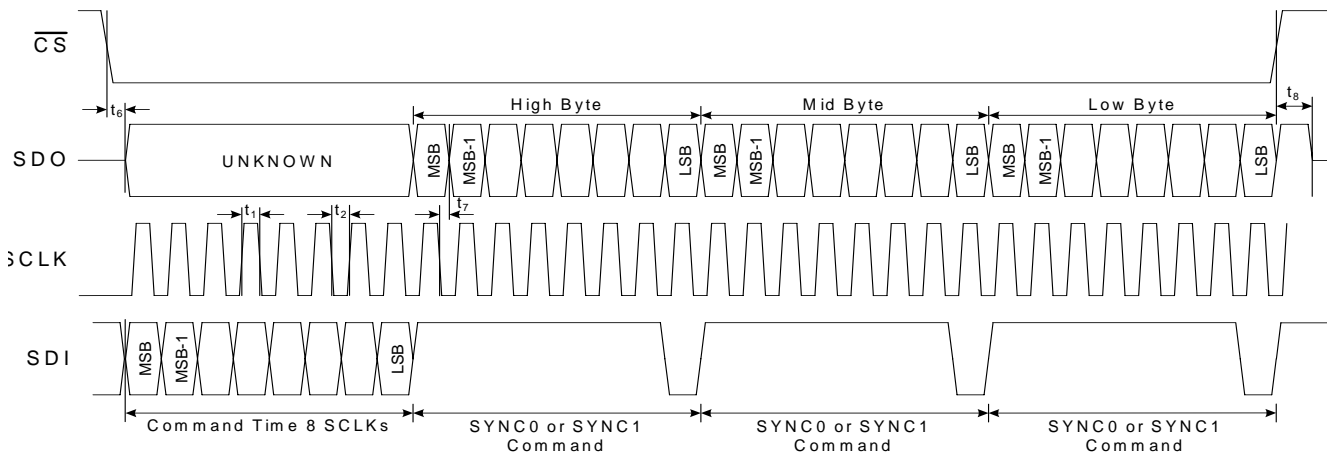 CS
t6
High Byte
Mid Byte
Low Byte
t8
SDO
UNKNOWN
MSB
MSB-1
LSB
MSB
MSB-1
LSB
MSB
MSB-1
LSB
t1
t2
t7
SCLK
SDI
MSB
MSB-1
LSB
Command Time 8 SCLKs
SYNC0 or SYNC1
Command
SYNC0 or SYNC1
Command
SYNC0 or SYNC1
Command